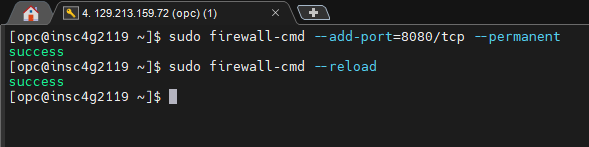 4. 129.213.159.72 (opc) (1)
[opc@insc4g2119 ~]$ sudo firewall-cmd --add-port=8080/tcp --permanent
success
[opc@insc4g2119 ~]$ sudo firewall-cmd --reload
success
[opc@insc4g2119 ~]$